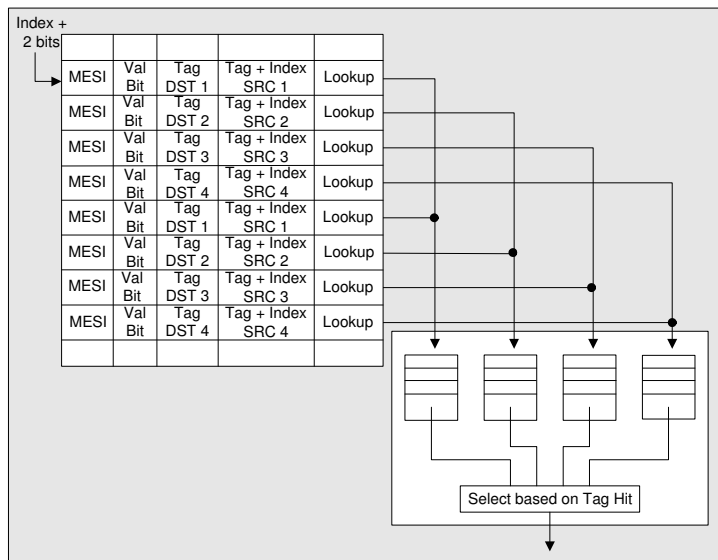 Index +
2 bits
MESI Val Bit Tag DST 1 Tag + Index SRC 1 Lookup
MESI Val Bit Tag DST 2 Tag + Index SRC 2 Lookup
MESI Val Bit Tag DST 3 Tag + Index SRC 3 Lookup
MESI Val Bit Tag DST 4 Tag + Index SRC 4 Lookup
MESI Val Bit Tag DST 1 Tag + Index SRC 1 Lookup
MESI Val Bit Tag DST 2 Tag + Index SRC 2 Lookup
MESI Val Bit Tag DST 3 Tag + Index SRC 3 Lookup
MESI Val Bit Tag DST 4 Tag + Index SRC 4 Lookup
Select based on Tag Hit